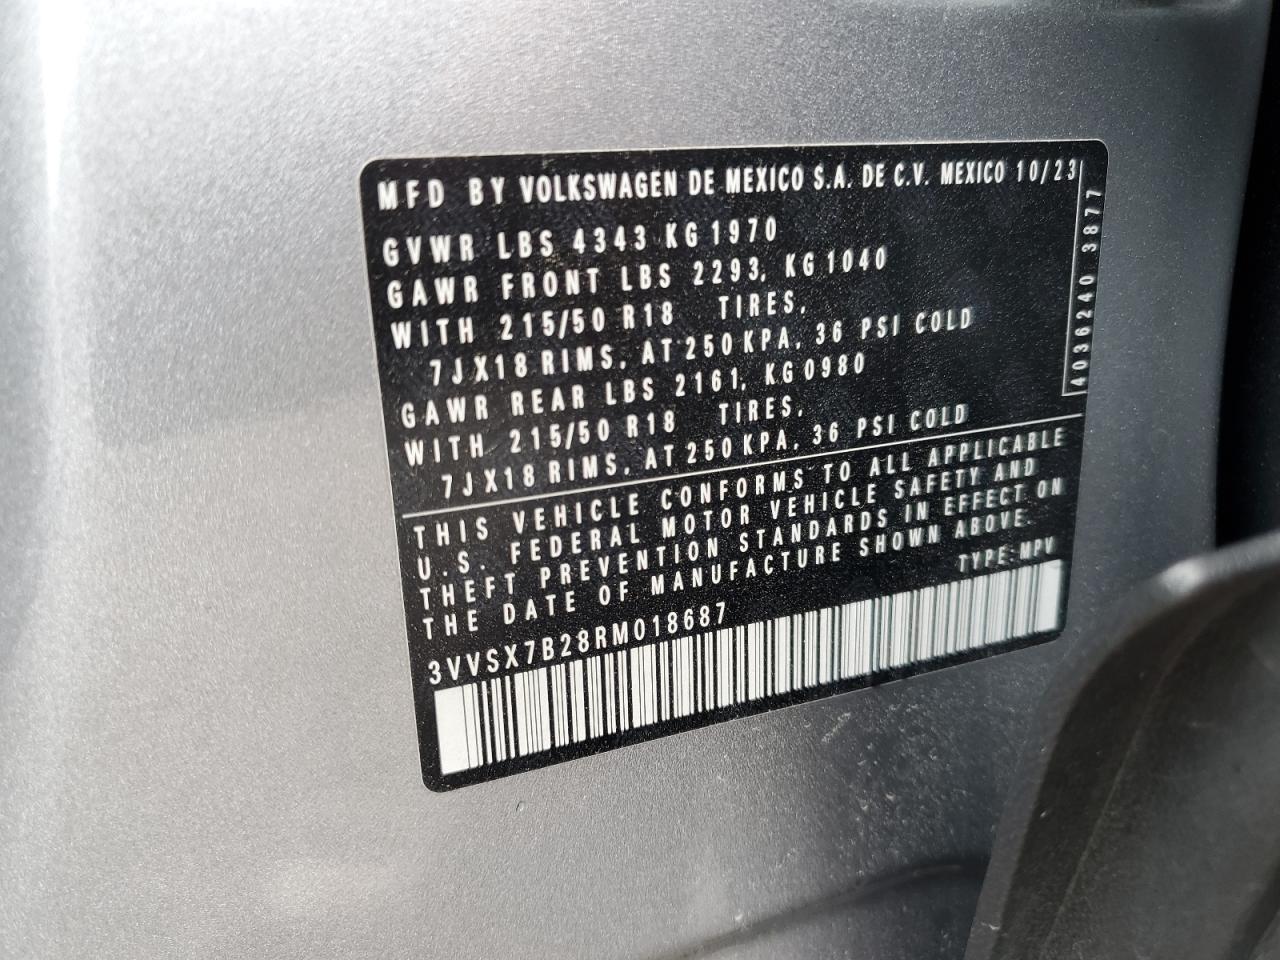 MFD BY VOLKSWAGEN DE MEXICO S.A. DE C.V. MEXICO 10/23
GVWR LBS 4343 KG 1970
GAWR FRONT LBS 2293, KG 1040
WITH 215/50 R18 TIRES,
7J X18 RIMS, AT 250 KPA, 36 PSI COLD
GAWR REAR LBS 2161, KG 0980
WITH 215/50 R18 TIRES,
7J X18 RIMS, AT 250 KPA, 36 PSI COLD
4036240 3877
THIS VEHICLE CONFORMS TO ALL APPLICABLE
U.S. FEDERAL MOTOR VEHICLE SAFETY AND
THEFT PREVENTION STANDARDS IN EFFECT ON
THE DATE OF MANUFACTURE SHOWN ABOVE.
TYPE: MPV
3VVSX7B28RM018687